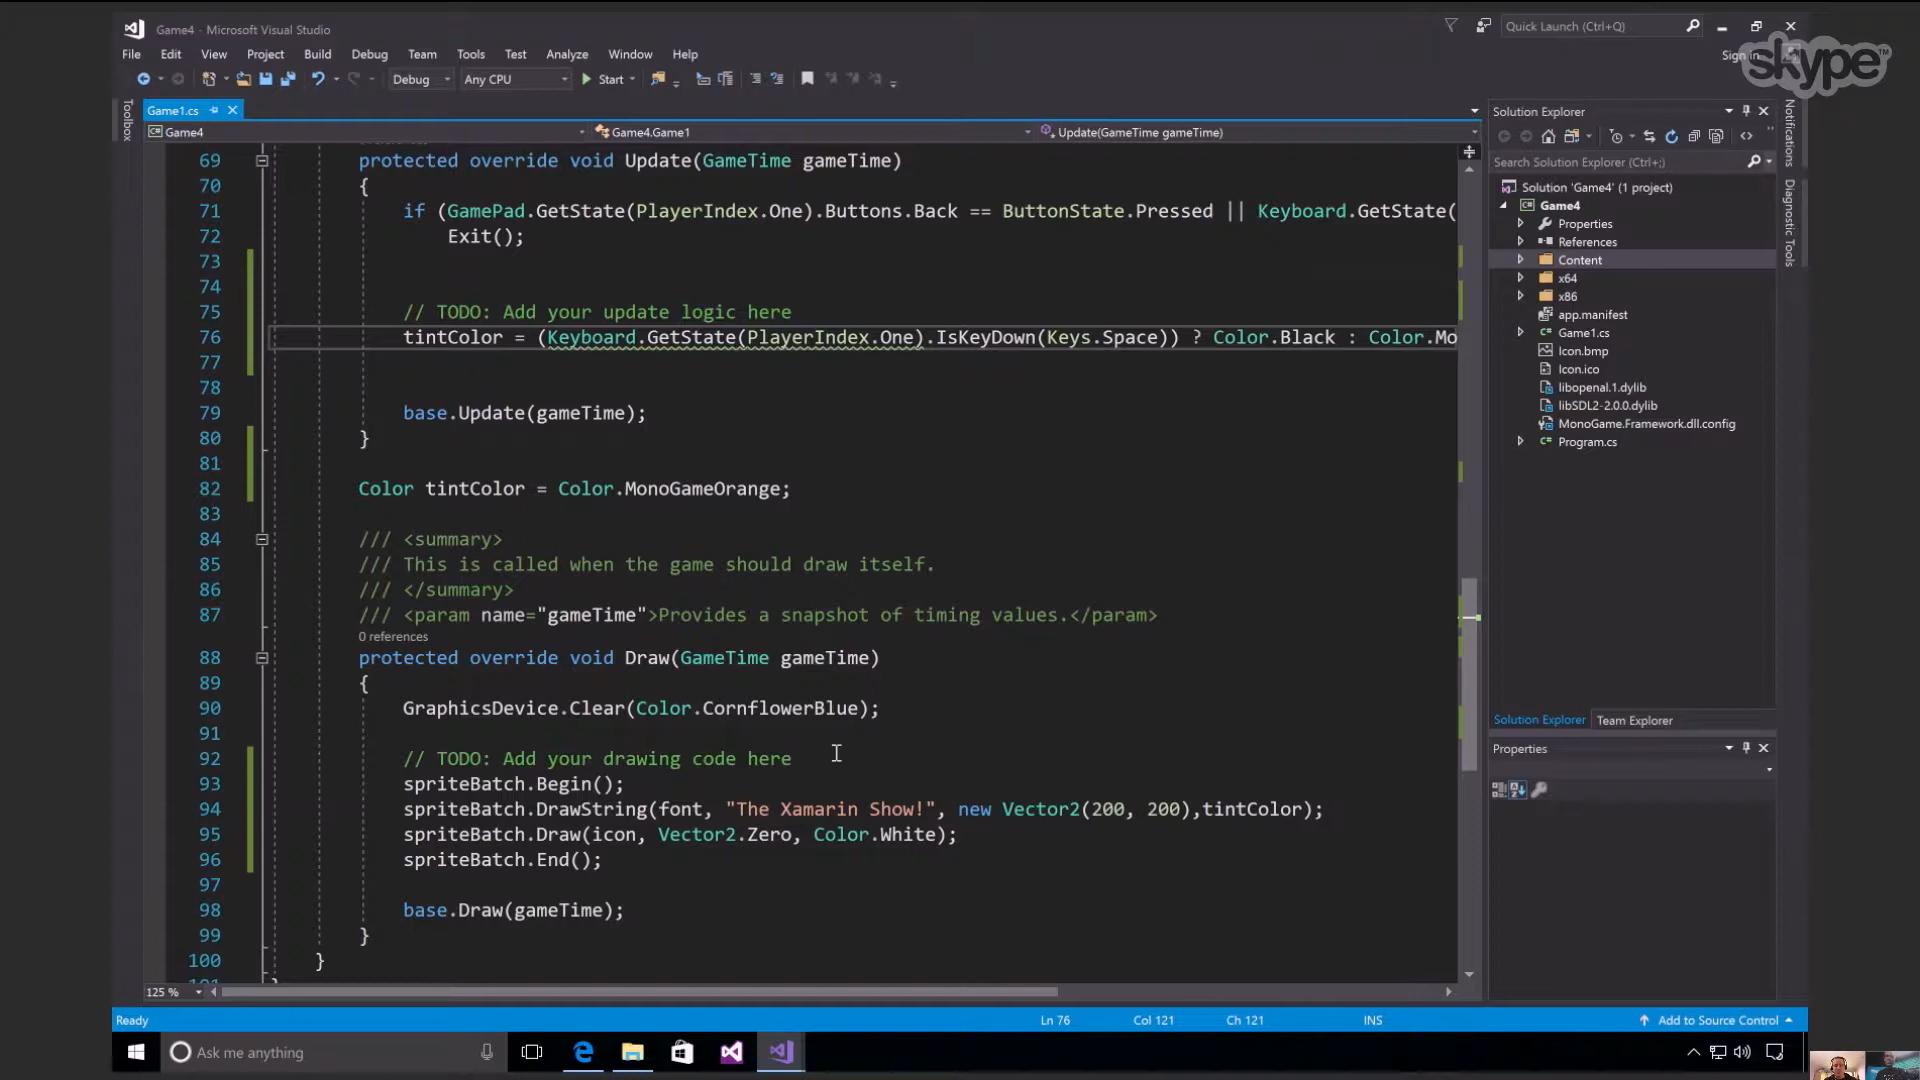 Game4 - Microsoft Visual Studio
Quick Launch (Ctrl+Q)
File Edit View Project Build Debug Team Tools Test Analyze Window Help
Sign in
skype™
Debug Any CPU Start
Toolbox
Game1.cs
Game4 Game4.Game1 Update(GameTime gameTime)
69 protected override void Update(GameTime gameTime)
70 {
71 if (GamePad.GetState(PlayerIndex.One).Buttons.Back == ButtonState.Pressed || Keyboard.GetState(
72 Exit();
73
74
75 // TODO: Add your update logic here
76 tintColor = (Keyboard.GetState(PlayerIndex.One).IsKeyDown(Keys.Space)) ? Color.Black : Color.Mo
77
78
79 base.Update(gameTime);
80 }
81
82 Color tintColor = Color.MonoGameOrange;
83
84 /// <summary>
85 /// This is called when the game should draw itself.
86 /// </summary>
87 /// <param name="gameTime">Provides a snapshot of timing values.</param>
0 references
88 protected override void Draw(GameTime gameTime)
89 {
90 GraphicsDevice.Clear(Color.CornflowerBlue);
91
92 // TODO: Add your drawing code here
93 spriteBatch.Begin();
94 spriteBatch.DrawString(font, "The Xamarin Show!", new Vector2(200, 200),tintColor);
95 spriteBatch.Draw(icon, Vector2.Zero, Color.White);
96 spriteBatch.End();
97
98 base.Draw(gameTime);
99 }
100 }
125 %
Solution Explorer
Search Solution Explorer (Ctrl+;)
Solution 'Game4' (1 project)
Game4
Properties
References
Content
x64
x86
app.manifest
Game1.cs
Icon.bmp
Icon.ico
libopenal.1.dylib
libSDL2-2.0.0.dylib
MonoGame.Framework.dll.config
Program.cs
Solution Explorer Team Explorer
Properties
Notifications
Diagnostic Tools
Ready Ln 76 Col 121 Ch 121 INS Add to Source Control
Ask me anything